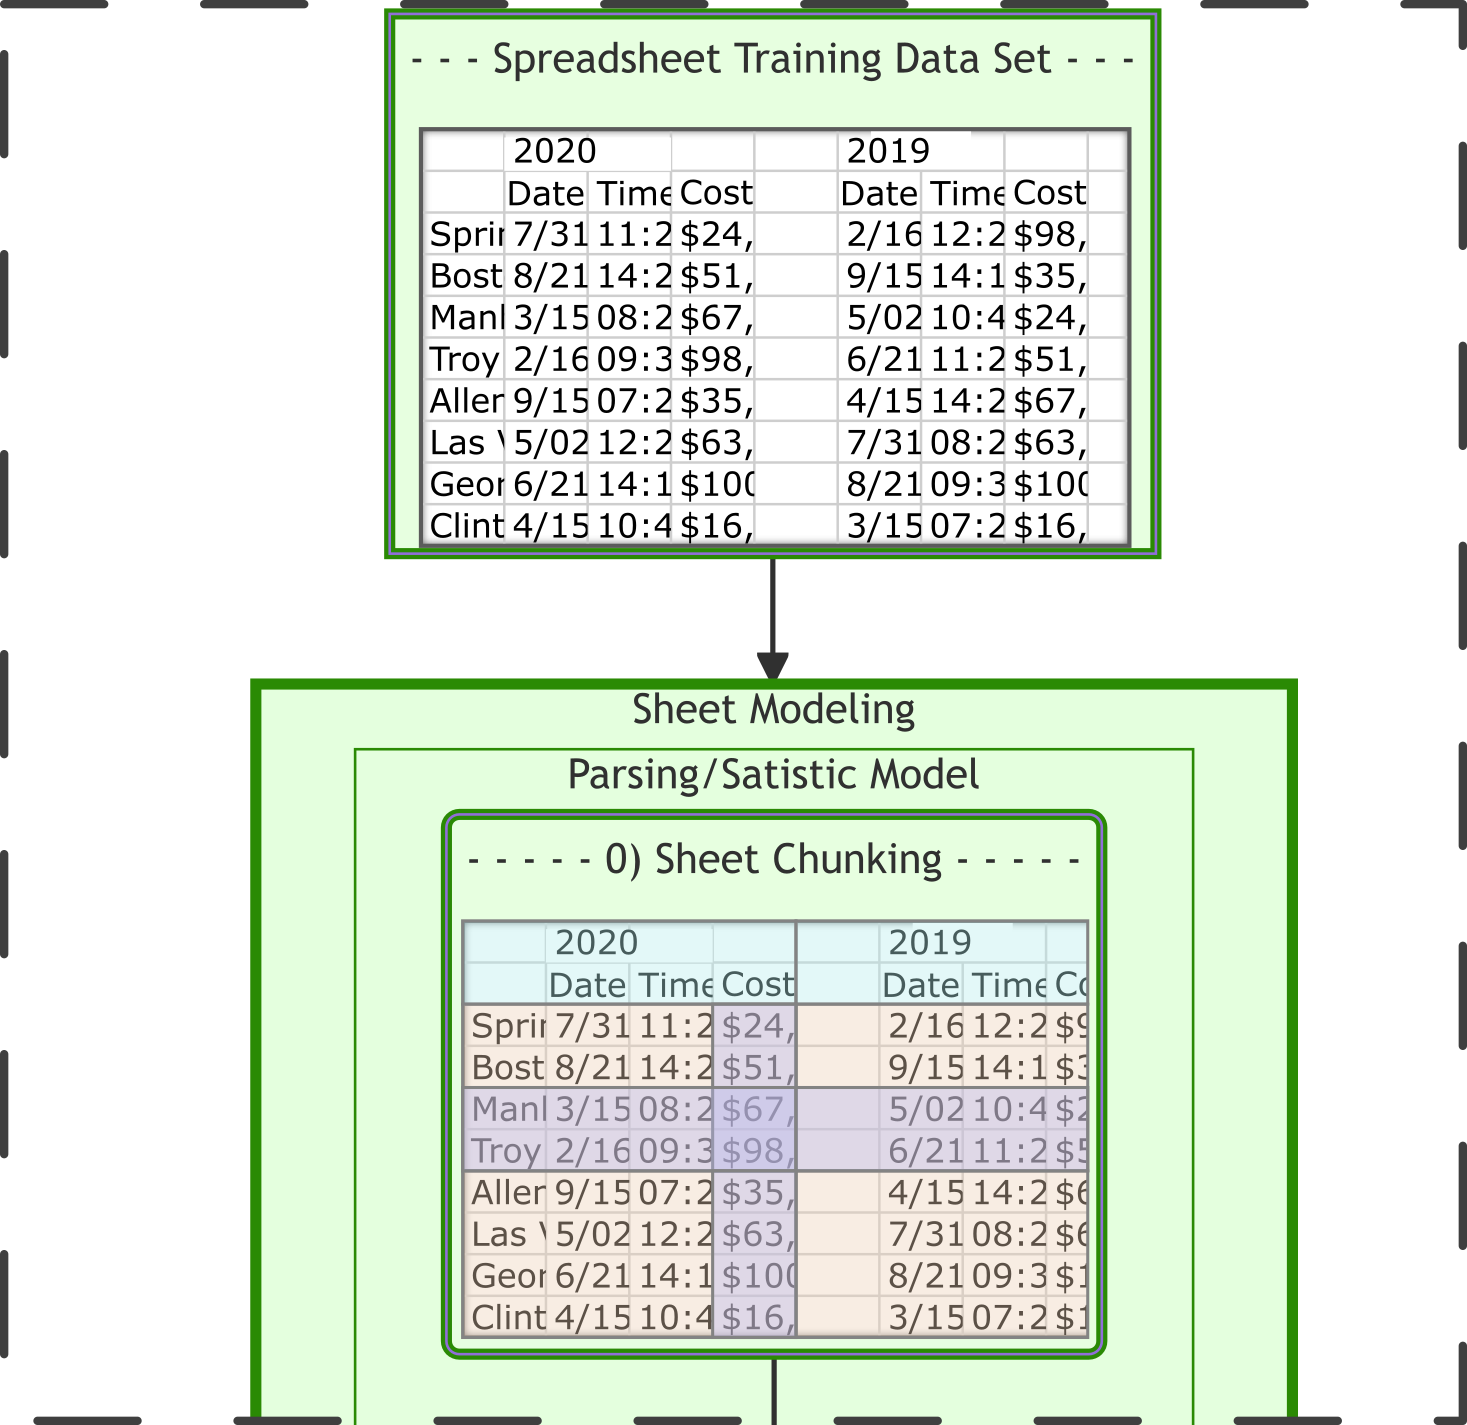 - - - Spreadsheet Training Data Set - - -
2020 2019
Date Time Cost Date Time Cost
Sprin 7/31 11:2 $24, 2/16 12:2 $98,
Bost 8/21 14:2 $51, 9/15 14:1 $35,
Manl 3/15 08:2 $67, 5/02 10:4 $24,
Troy 2/16 09:3 $98, 6/21 11:2 $51,
Aller 9/15 07:2 $35, 4/15 14:2 $67,
Las V 5/02 12:2 $63, 7/31 08:2 $63,
Geor 6/21 14:1 $100 8/21 09:3 $100
Clint 4/15 10:4 $16, 3/15 07:2 $16,
Sheet Modeling
Parsing/Satistic Model
- - - - - 0) Sheet Chunking - - - - -
2020 2019
Date Time Cost Date Time Co
Sprin 7/31 11:2 $24, 2/16 12:2 $9
Bost 8/21 14:2 $51, 9/15 14:1 $3
Manl 3/15 08:2 $67, 5/02 10:4 $2
Troy 2/16 09:3 $98, 6/21 11:2 $5
Aller 9/15 07:2 $35, 4/15 14:2 $6
Las V 5/02 12:2 $63, 7/31 08:2 $6
Geor 6/21 14:1 $100 8/21 09:3 $1
Clint 4/15 10:4 $16, 3/15 07:2 $1